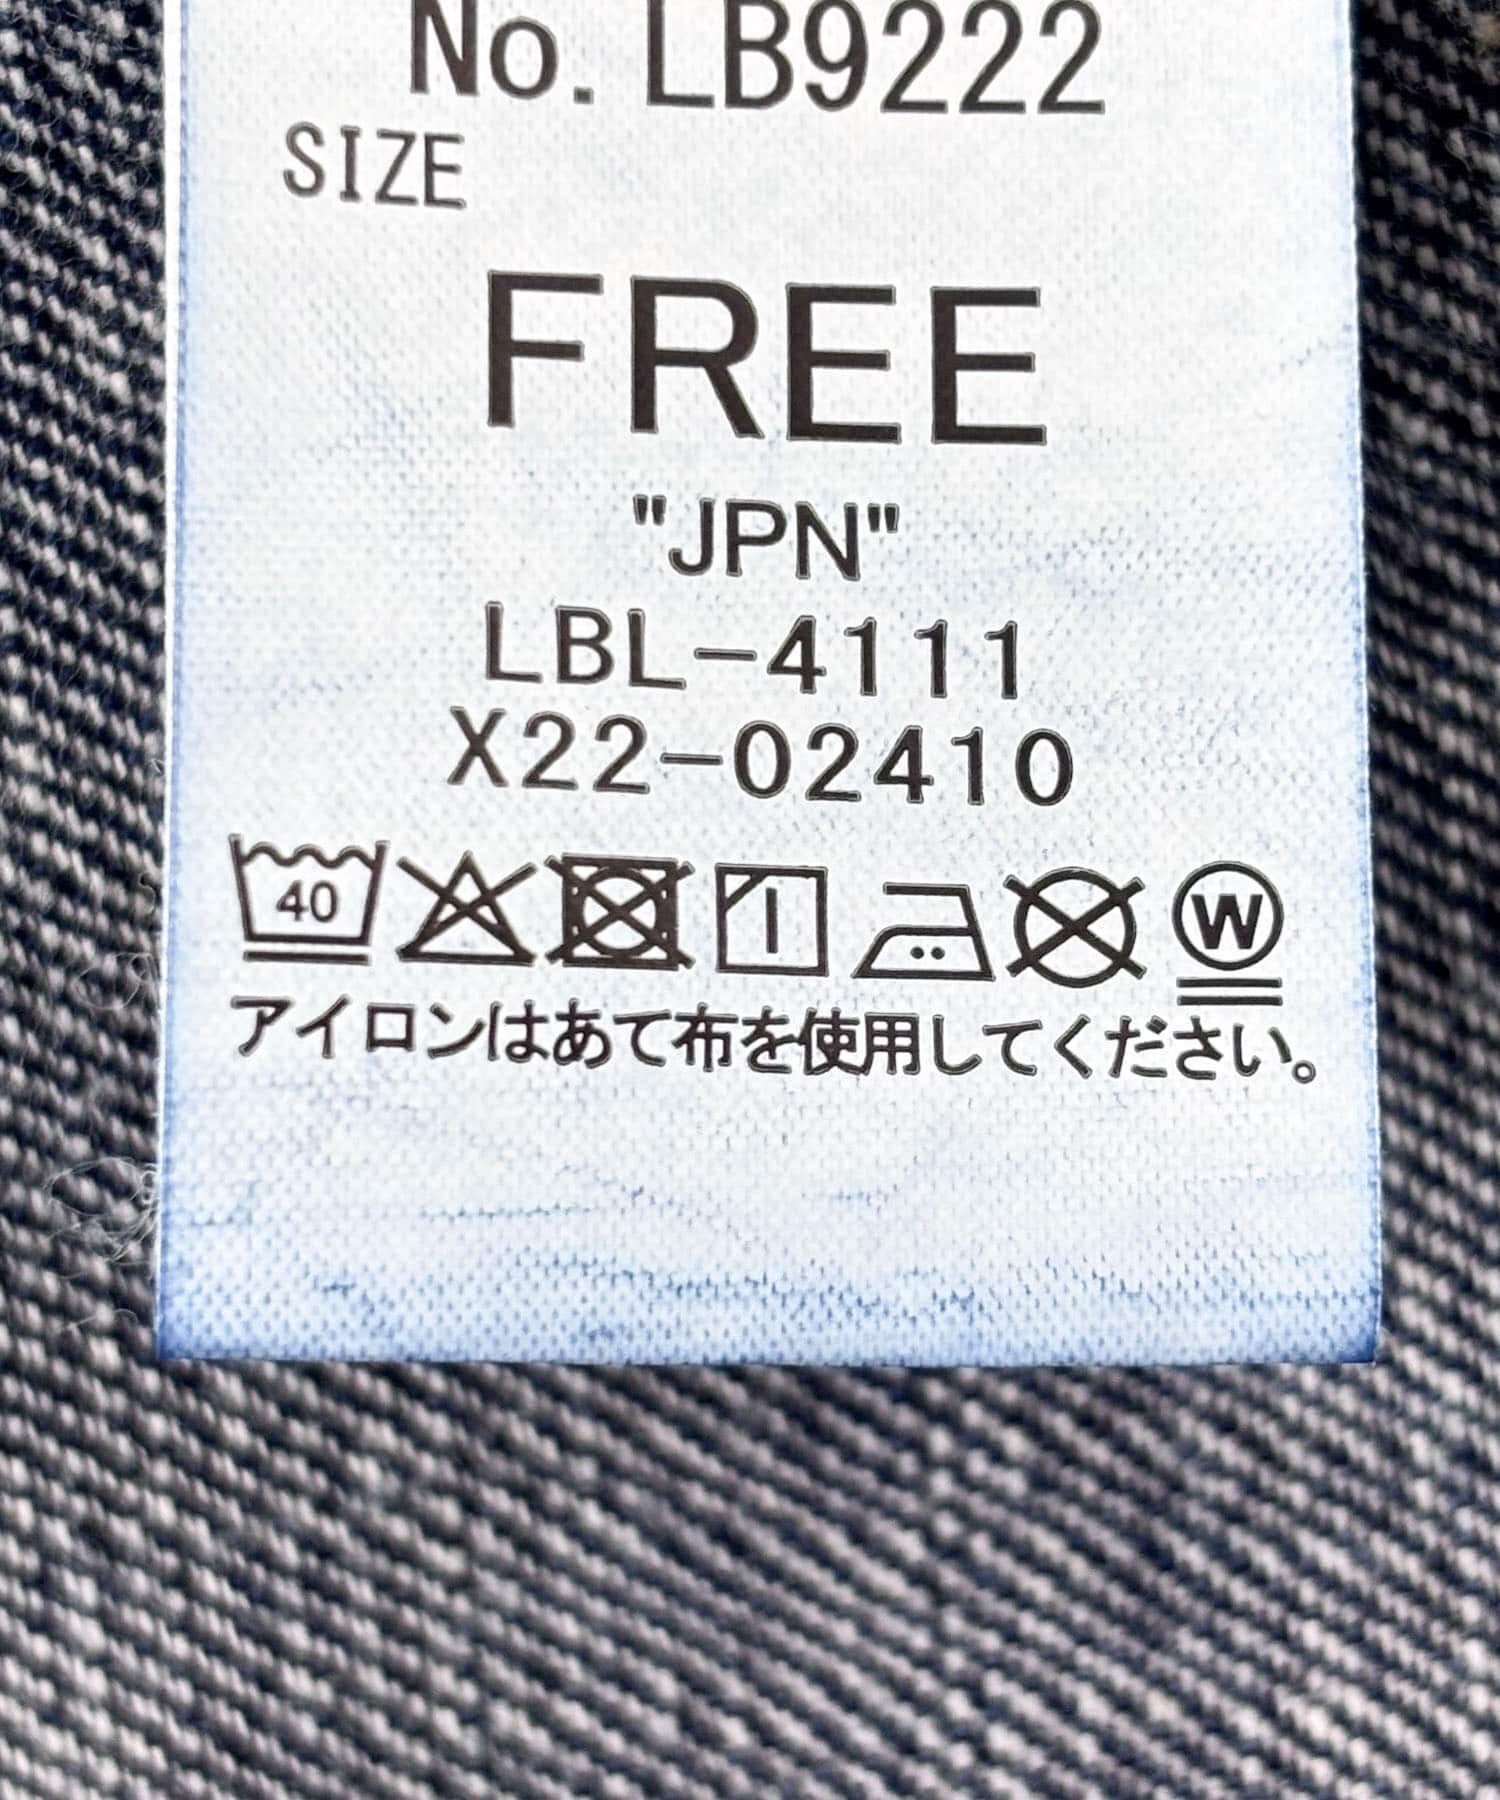 No. LB9222
SIZE
FREE
"JPN"
LBL-4111
X22-02410
40 W
アイロンはあて布を使用してください。